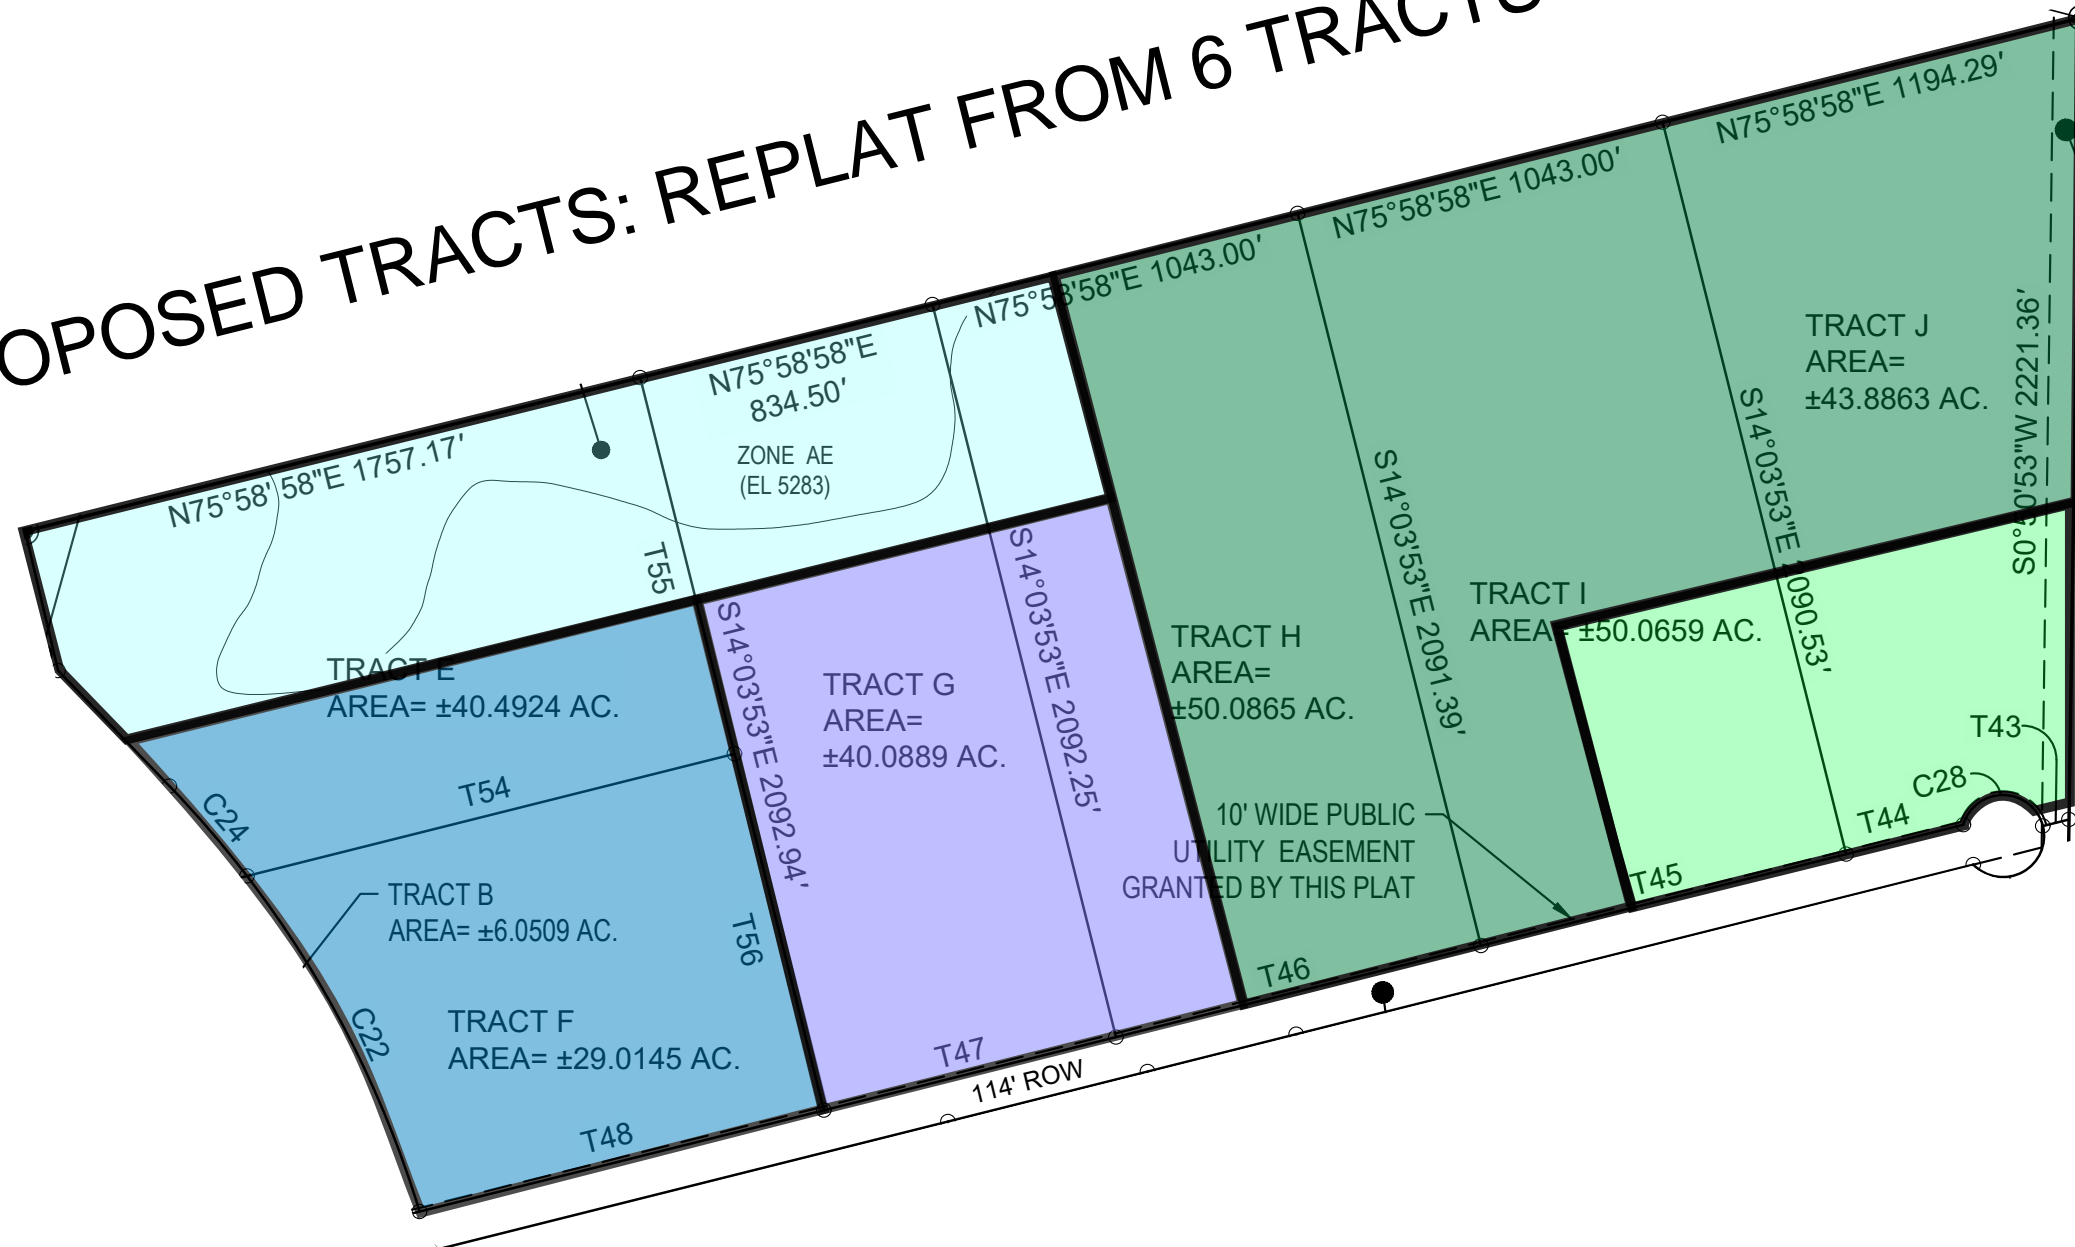 OPOSED TRACTS: REPLAT FROM 6 TRACTS
N75°58'58"E 1194.29'
N75°58'58"E 1043.00'
N75°58'58"E 1043.00'
N75°58'58"E
834.50'
N75°58' 58"E 1757.17'
ZONE AE
(EL 5283)
TRACT J
AREA=
±43.8863 AC.
S0°50'53"W 2221.36'
S14°03'53"E 2090.53'
S14°03'53"E 2091.39'
S14°03'53"E 2092.25'
S14°03'53"E 2092.94'
T55
TRACT I
AREA= ±50.0659 AC.
TRACT H
AREA=
±50.0865 AC.
TRACT E
AREA= ±40.4924 AC.
TRACT G
AREA=
±40.0889 AC.
T43
C28
T44
T45
10' WIDE PUBLIC
UTILITY EASEMENT
GRANTED BY THIS PLAT
T54
C24
TRACT B
AREA= ±6.0509 AC.
T56
T46
C22
TRACT F
AREA= ±29.0145 AC.
T47
114' ROW
T48